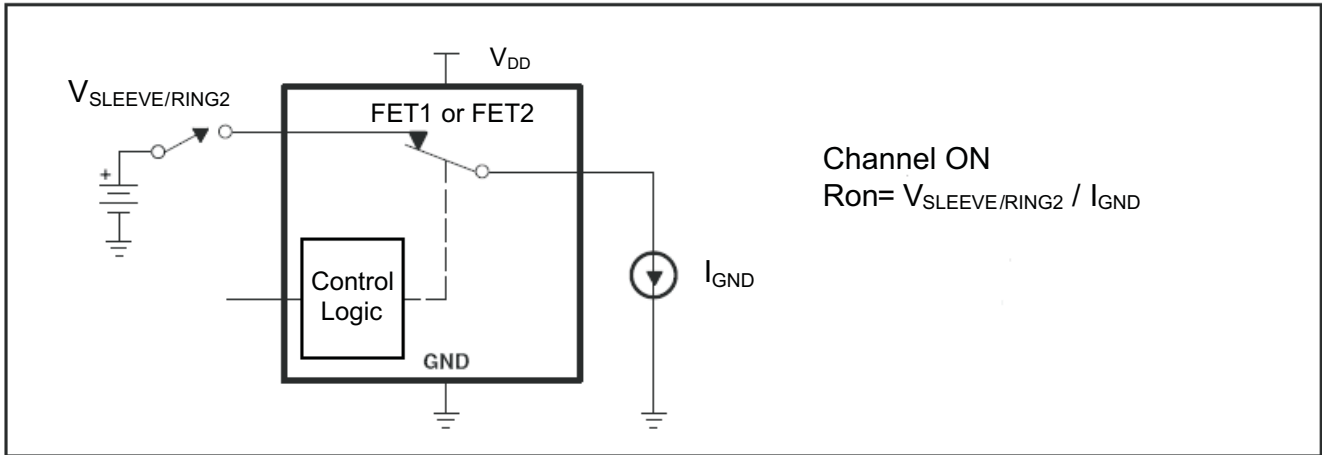 V_DD
V_SLEEVE/RING2
FET1 or FET2
Channel ON
Ron= V_SLEEVE/RING2 / I_GND
+
Control
Logic
I_GND
GND